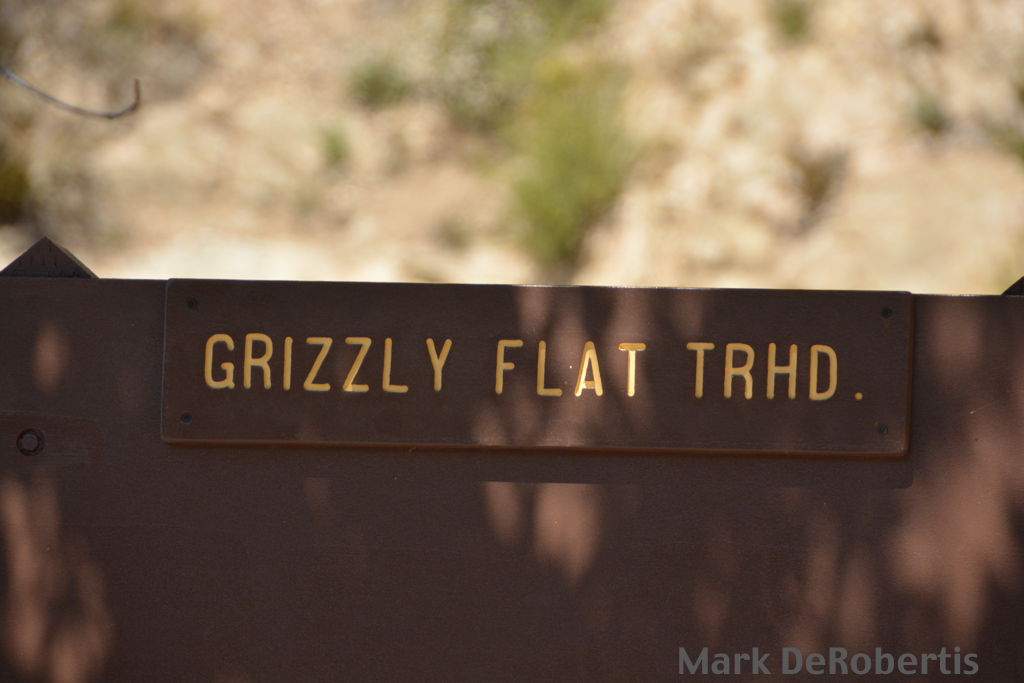 GRIZZLY FLAT TRHD.
Mark DeRobertis